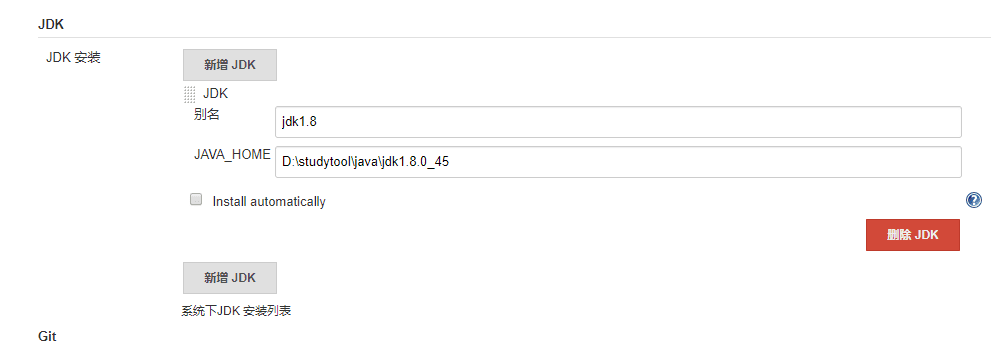 JDK
JDK 安装
新增 JDK
JDK
别名
jdk1.8
JAVA_HOME
D:\studytool\java\jdk1.8.0_45
Install automatically
?
删除 JDK
新增 JDK
系统下JDK 安装列表
Git